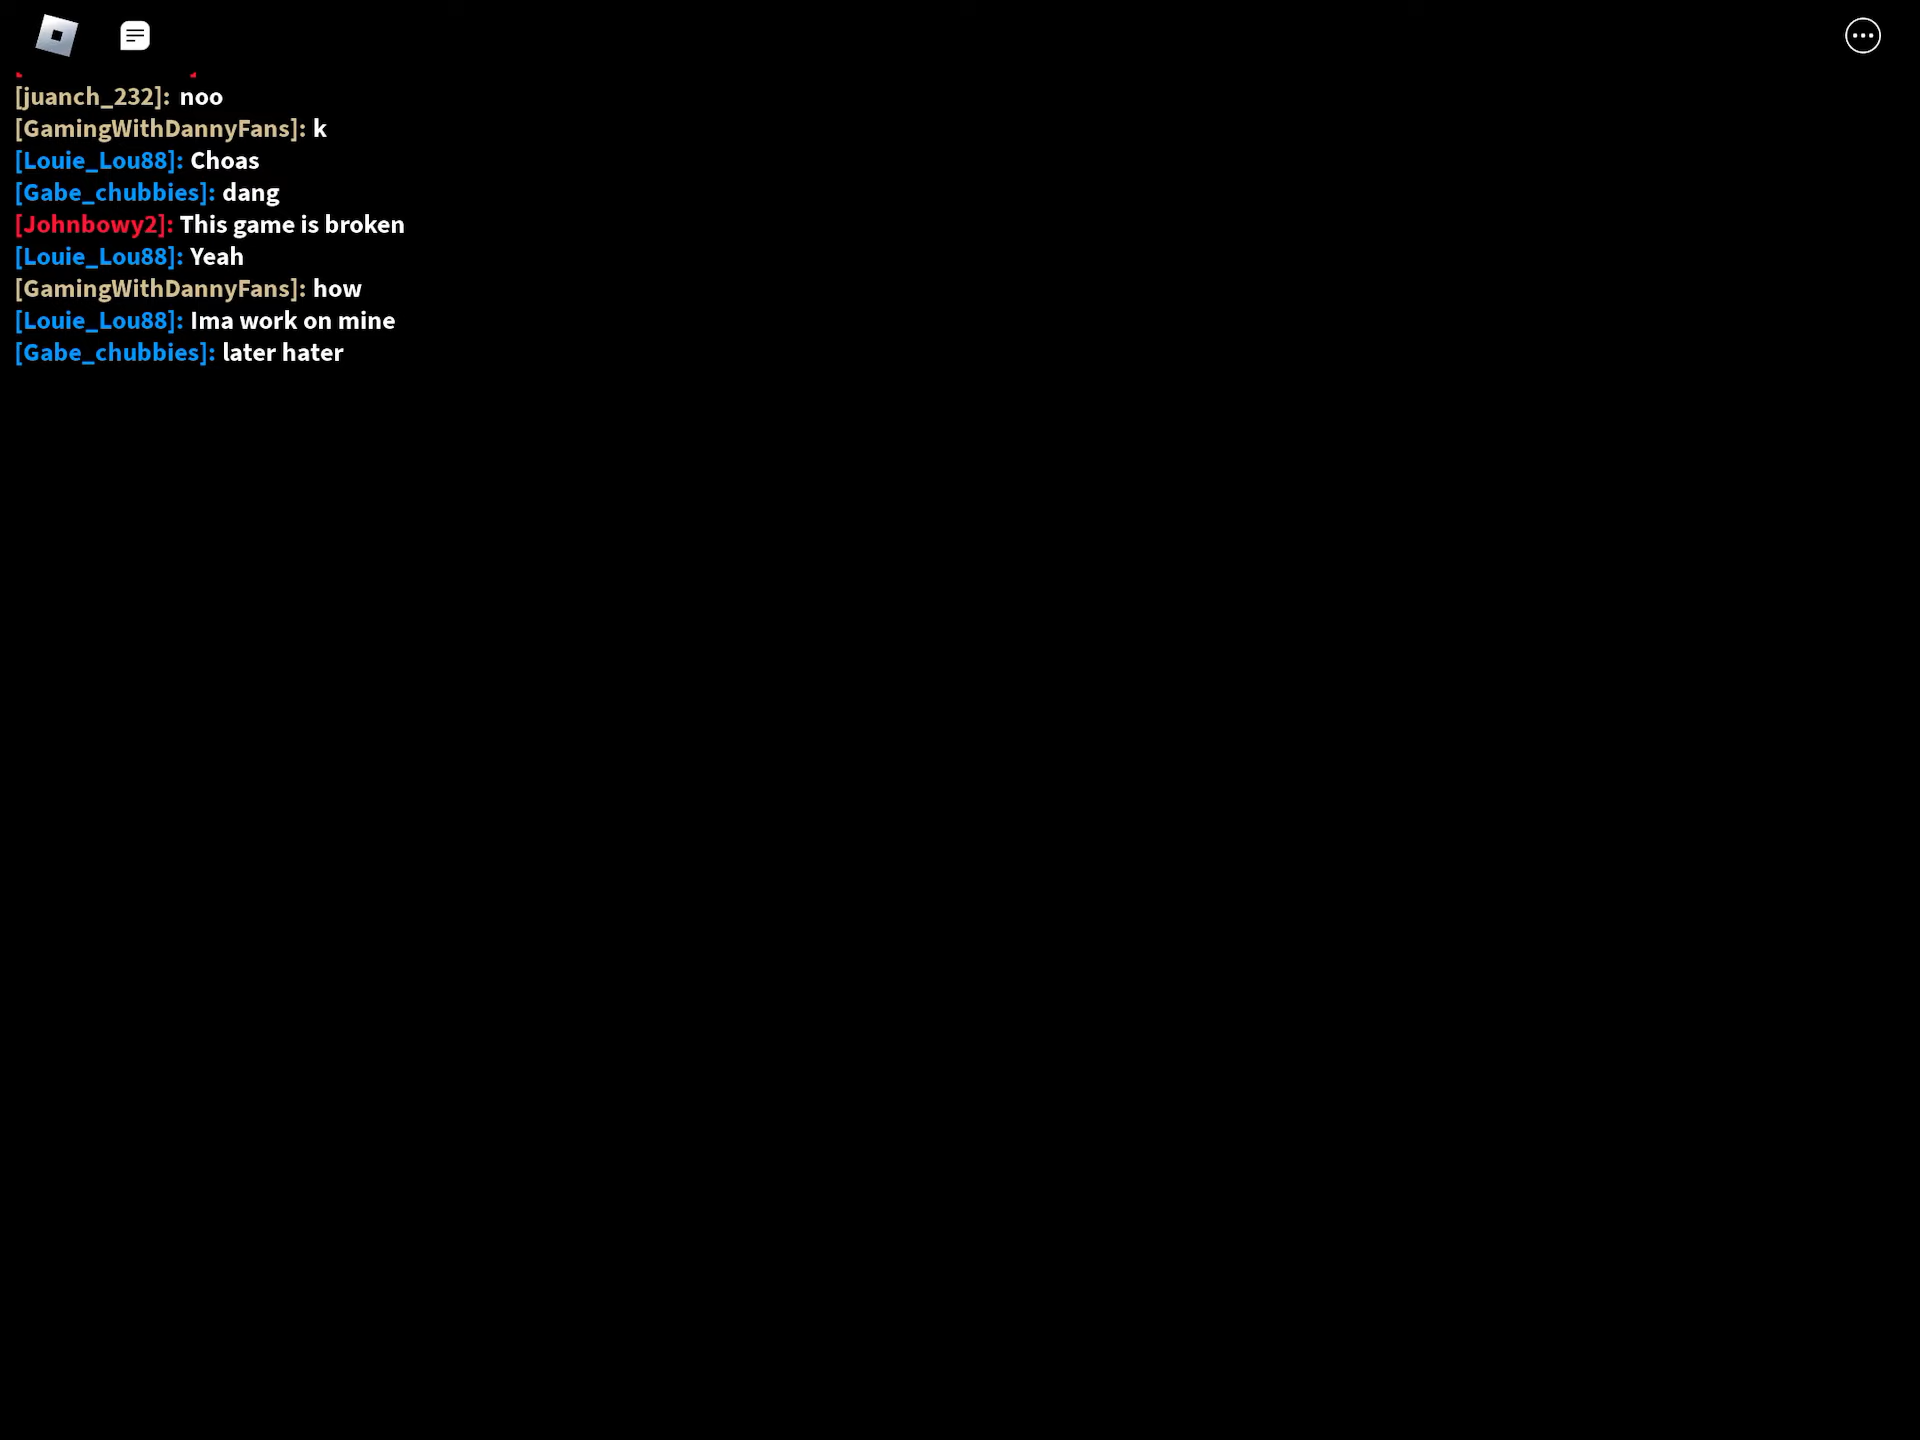 [juanch_232]: noo
[GamingWithDannyFans]: k
[Louie_Lou88]: Choas
[Gabe_chubbies]: dang
[Johnbowy2]: This game is broken
[Louie_Lou88]: Yeah
[GamingWithDannyFans]: how
[Louie_Lou88]: Ima work on mine
[Gabe_chubbies]: later hater